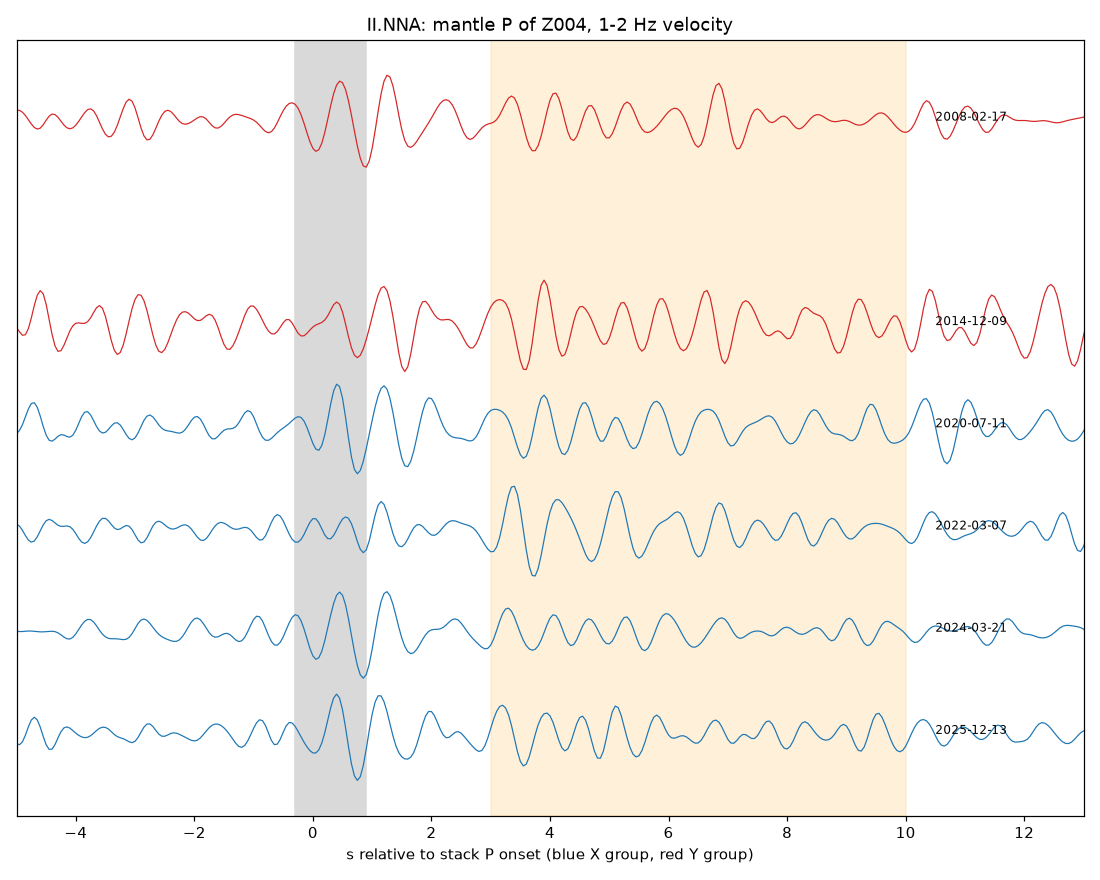 II.NNA: mantle P of Z004, 1-2 Hz velocity
2008-02-17
2014-12-09
2020-07-11
2022-03-07
2024-03-21
2025-12-13
−4 −2 0 2 4 6 8 10 12
s relative to stack P onset (blue X group, red Y group)